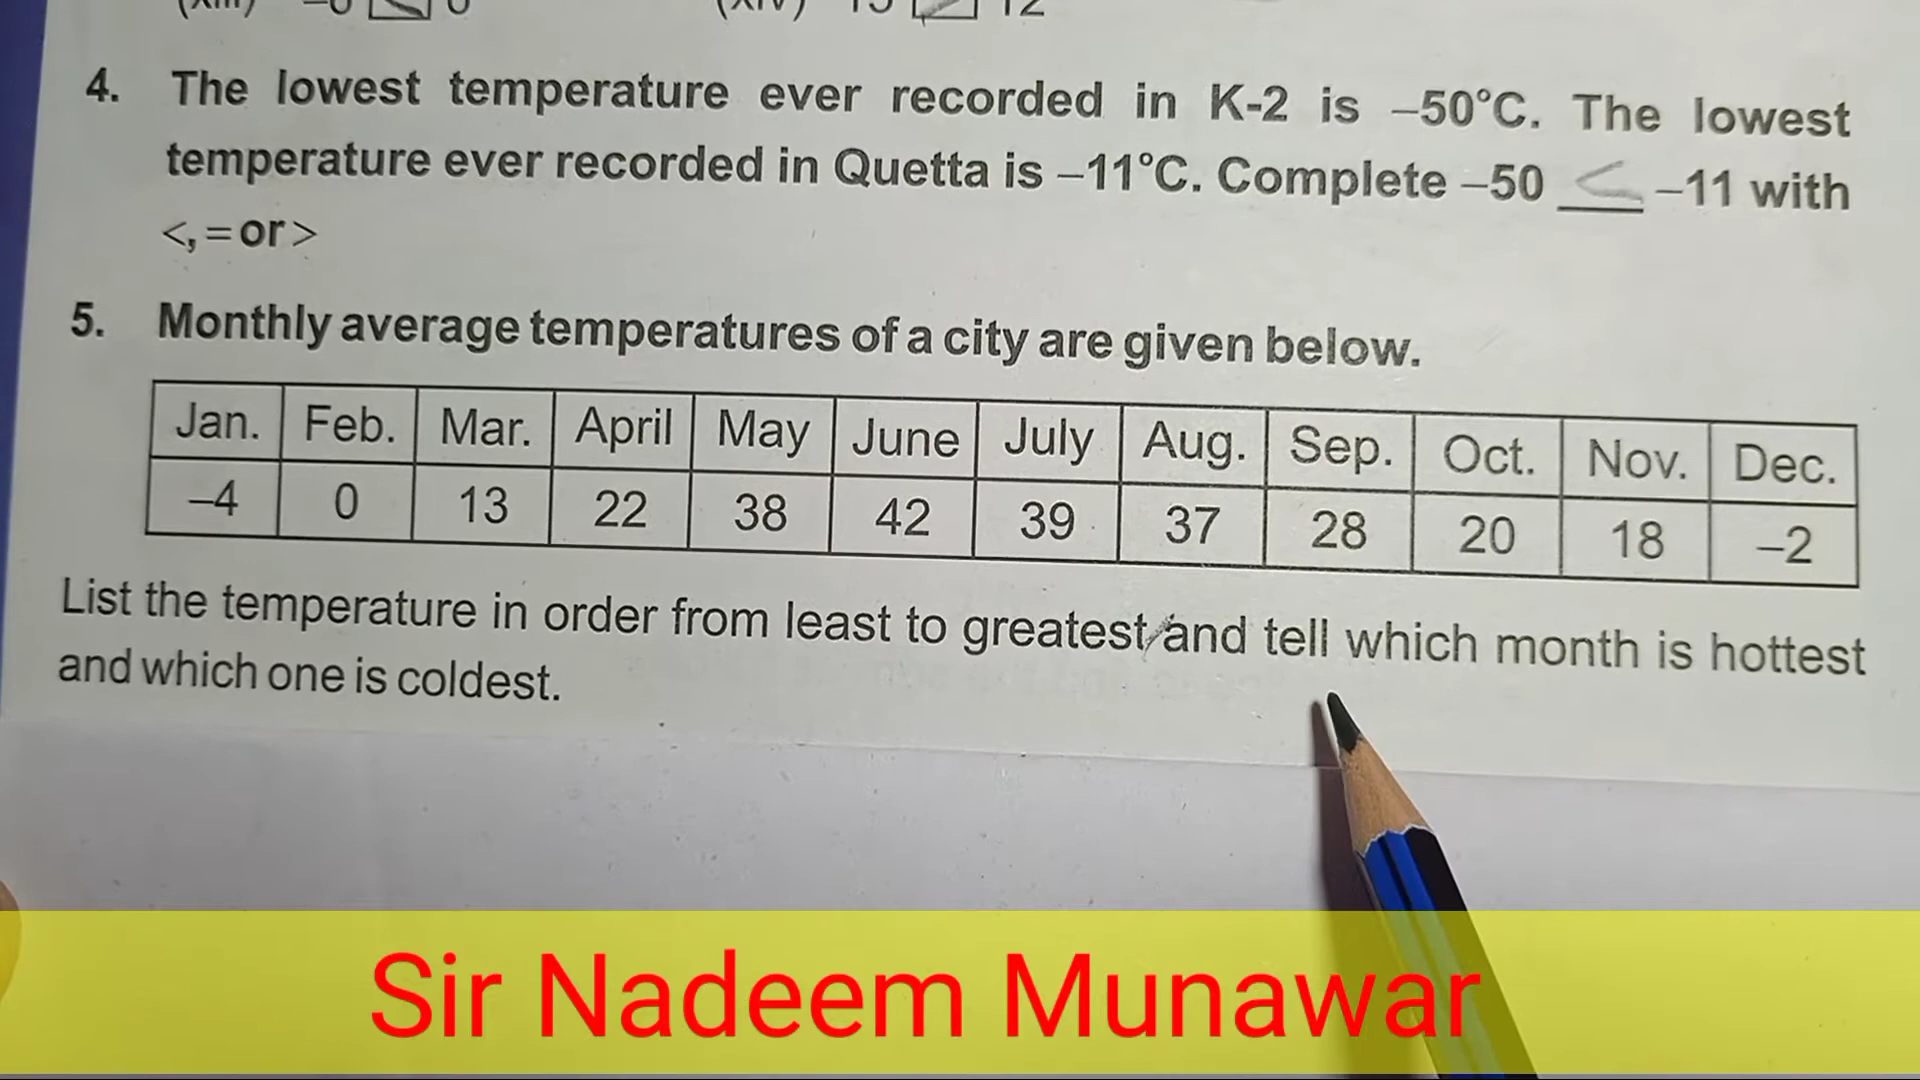 4. The lowest temperature ever recorded in K-2 is –50°C. The lowest
temperature ever recorded in Quetta is –11°C. Complete –50 < –11 with
<, = or >
5. Monthly average temperatures of a city are given below.
Jan. Feb. Mar. April May June July Aug. Sep. Oct. Nov. Dec.
–4 0 13 22 38 42 39 37 28 20 18 –2
List the temperature in order from least to greatest and tell which month is hottest
and which one is coldest.
Sir Nadeem Munawar